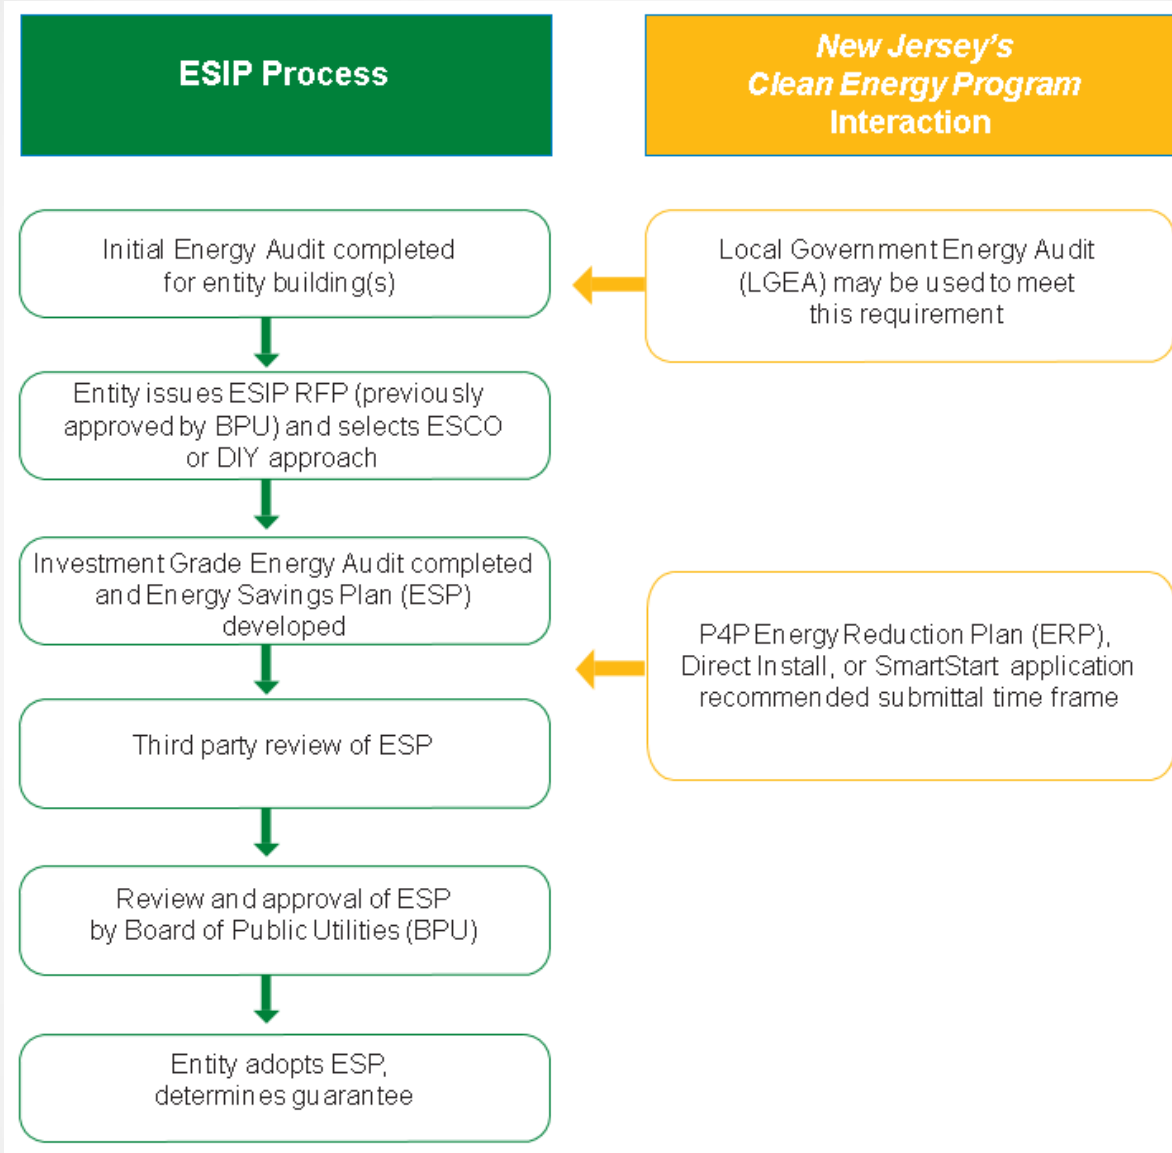 ESIP Process
New Jersey's
Clean Energy Program
Interaction
Initial Energy Audit completed
for entity building(s)
Local Government Energy Audit
(LGEA) may be used to meet
this requirement
Entity issues ESIP RFP (previously
approved by BPU) and selects ESCO
or DIY approach
Investment Grade Energy Audit completed
and Energy Savings Plan (ESP)
developed
P4P Energy Reduction Plan (ERP),
Direct Install, or SmartStart application
recommended submittal time frame
Third party review of ESP
Review and approval of ESP
by Board of Public Utilities (BPU)
Entity adopts ESP,
determines guarantee